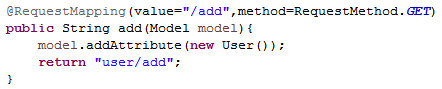 @RequestMapping(value="/add",method=RequestMethod.GET)
public String add(Model model){
    model.addAttribute(new User());
    return "user/add";
}